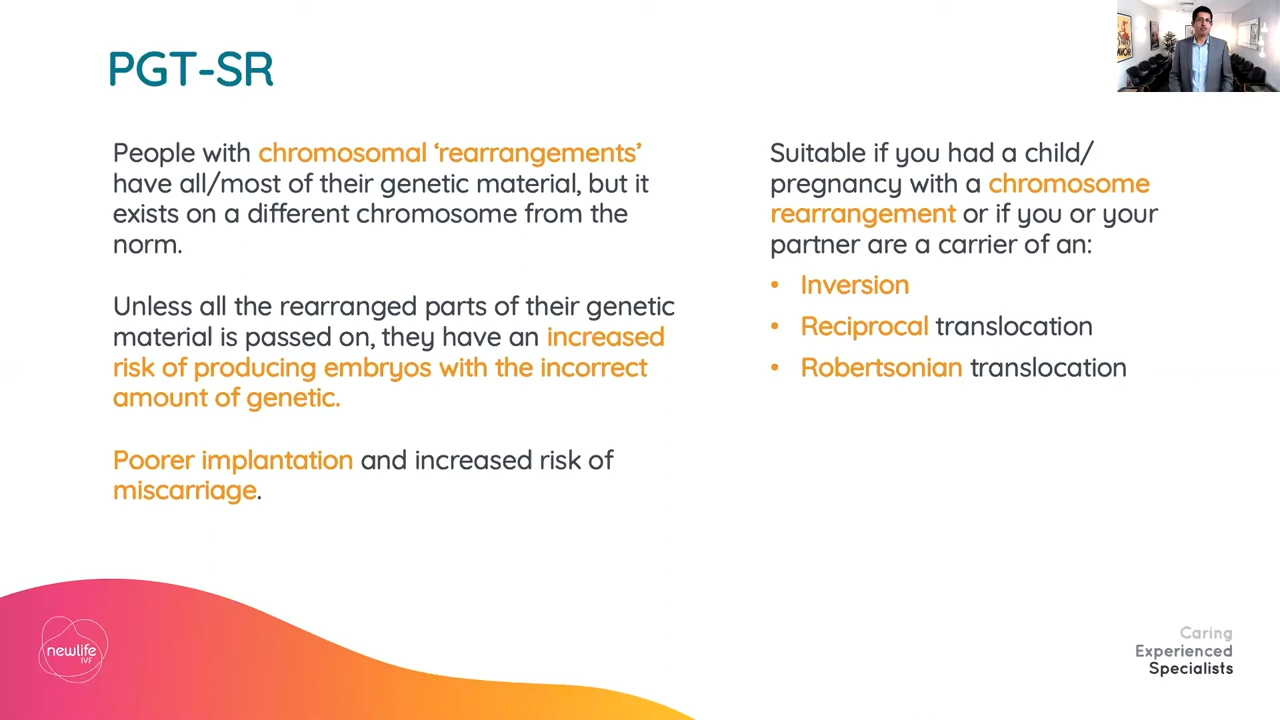 PGT-SR
People with chromosomal ‘rearrangements’
have all/most of their genetic material, but it
exists on a different chromosome from the
norm.
Unless all the rearranged parts of their genetic
material is passed on, they have an increased
risk of producing embryos with the incorrect
amount of genetic.
Poorer implantation and increased risk of
miscarriage.
Suitable if you had a child/
pregnancy with a chromosome
rearrangement or if you or your
partner are a carrier of an:
• Inversion
• Reciprocal translocation
• Robertsonian translocation
newlife
IVF
Caring
Experienced
Specialists